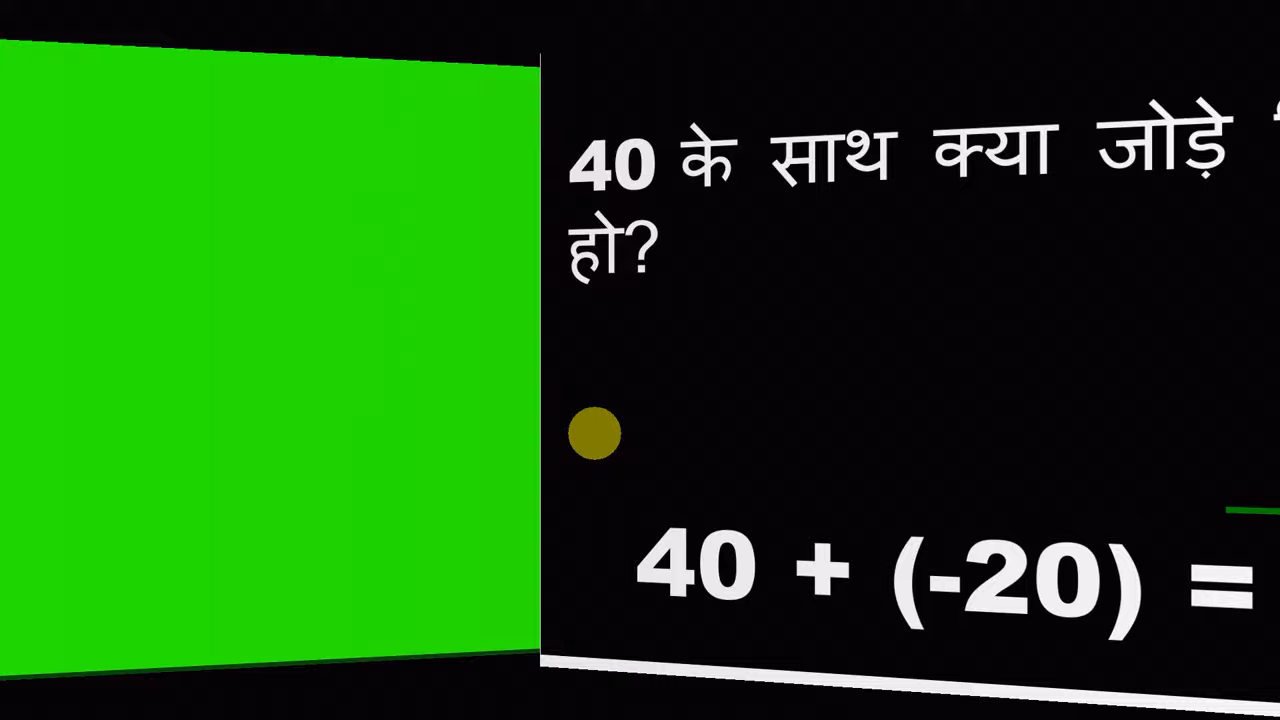 40 के साथ क्या जोड़े
हो?
40 + (-20) =